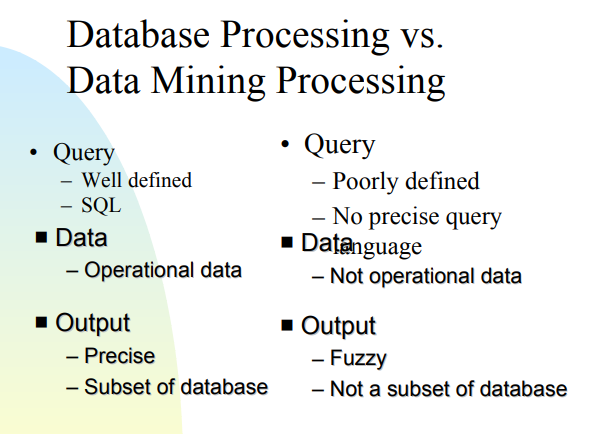 Database Processing vs.
Data Mining Processing
• Query
– Well defined
– SQL
■ Data
– Operational data
■ Output
– Precise
– Subset of database
• Query
– Poorly defined
– No precise query
language
■ Data
– Not operational data
■ Output
– Fuzzy
– Not a subset of database